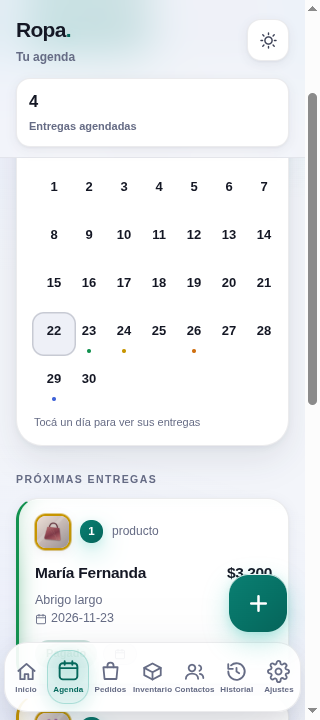 Ropa.
Tu agenda
4
Entregas agendadas
1 2 3 4 5 6 7
8 9 10 11 12 13 14
15 16 17 18 19 20 21
22 23 24 25 26 27 28
29 30
Tocá un día para ver sus entregas
PRÓXIMAS ENTREGAS
1 producto
María Fernanda $3.200
Abrigo largo
2026-11-23
Inicio Agenda Pedidos Inventario Contactos Historial Ajustes